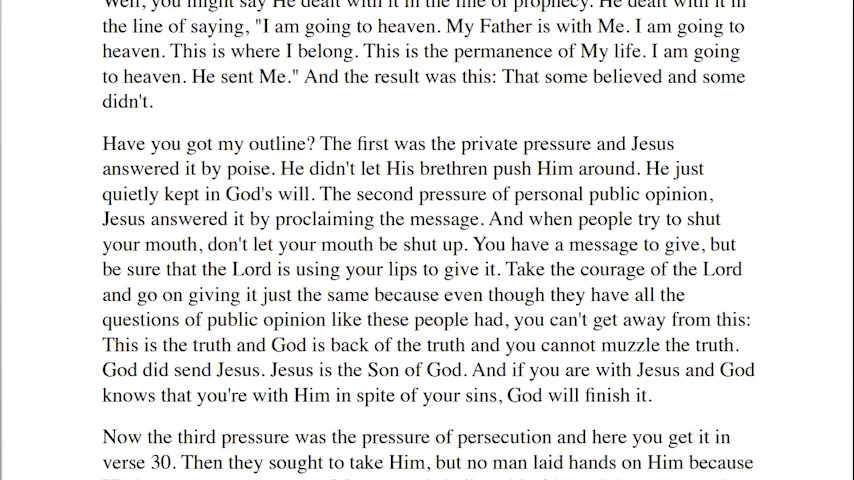 Well, you might say He dealt with it in the line of prophecy. He dealt with it in
the line of saying, "I am going to heaven. My Father is with Me. I am going to
heaven. This is where I belong. This is the permanence of My life. I am going
to heaven. He sent Me." And the result was this: That some believed and some
didn't.
Have you got my outline? The first was the private pressure and Jesus
answered it by poise. He didn't let His brethren push Him around. He just
quietly kept in God's will. The second pressure of personal public opinion,
Jesus answered it by proclaiming the message. And when people try to shut
your mouth, don't let your mouth be shut up. You have a message to give, but
be sure that the Lord is using your lips to give it. Take the courage of the Lord
and go on giving it just the same because even though they have all the
questions of public opinion like these people had, you can't get away from this:
This is the truth and God is back of the truth and you cannot muzzle the truth.
God did send Jesus. Jesus is the Son of God. And if you are with Jesus and God
knows that you're with Him in spite of your sins, God will finish it.
Now the third pressure was the pressure of persecution and here you get it in
verse 30. Then they sought to take Him, but no man laid hands on Him because